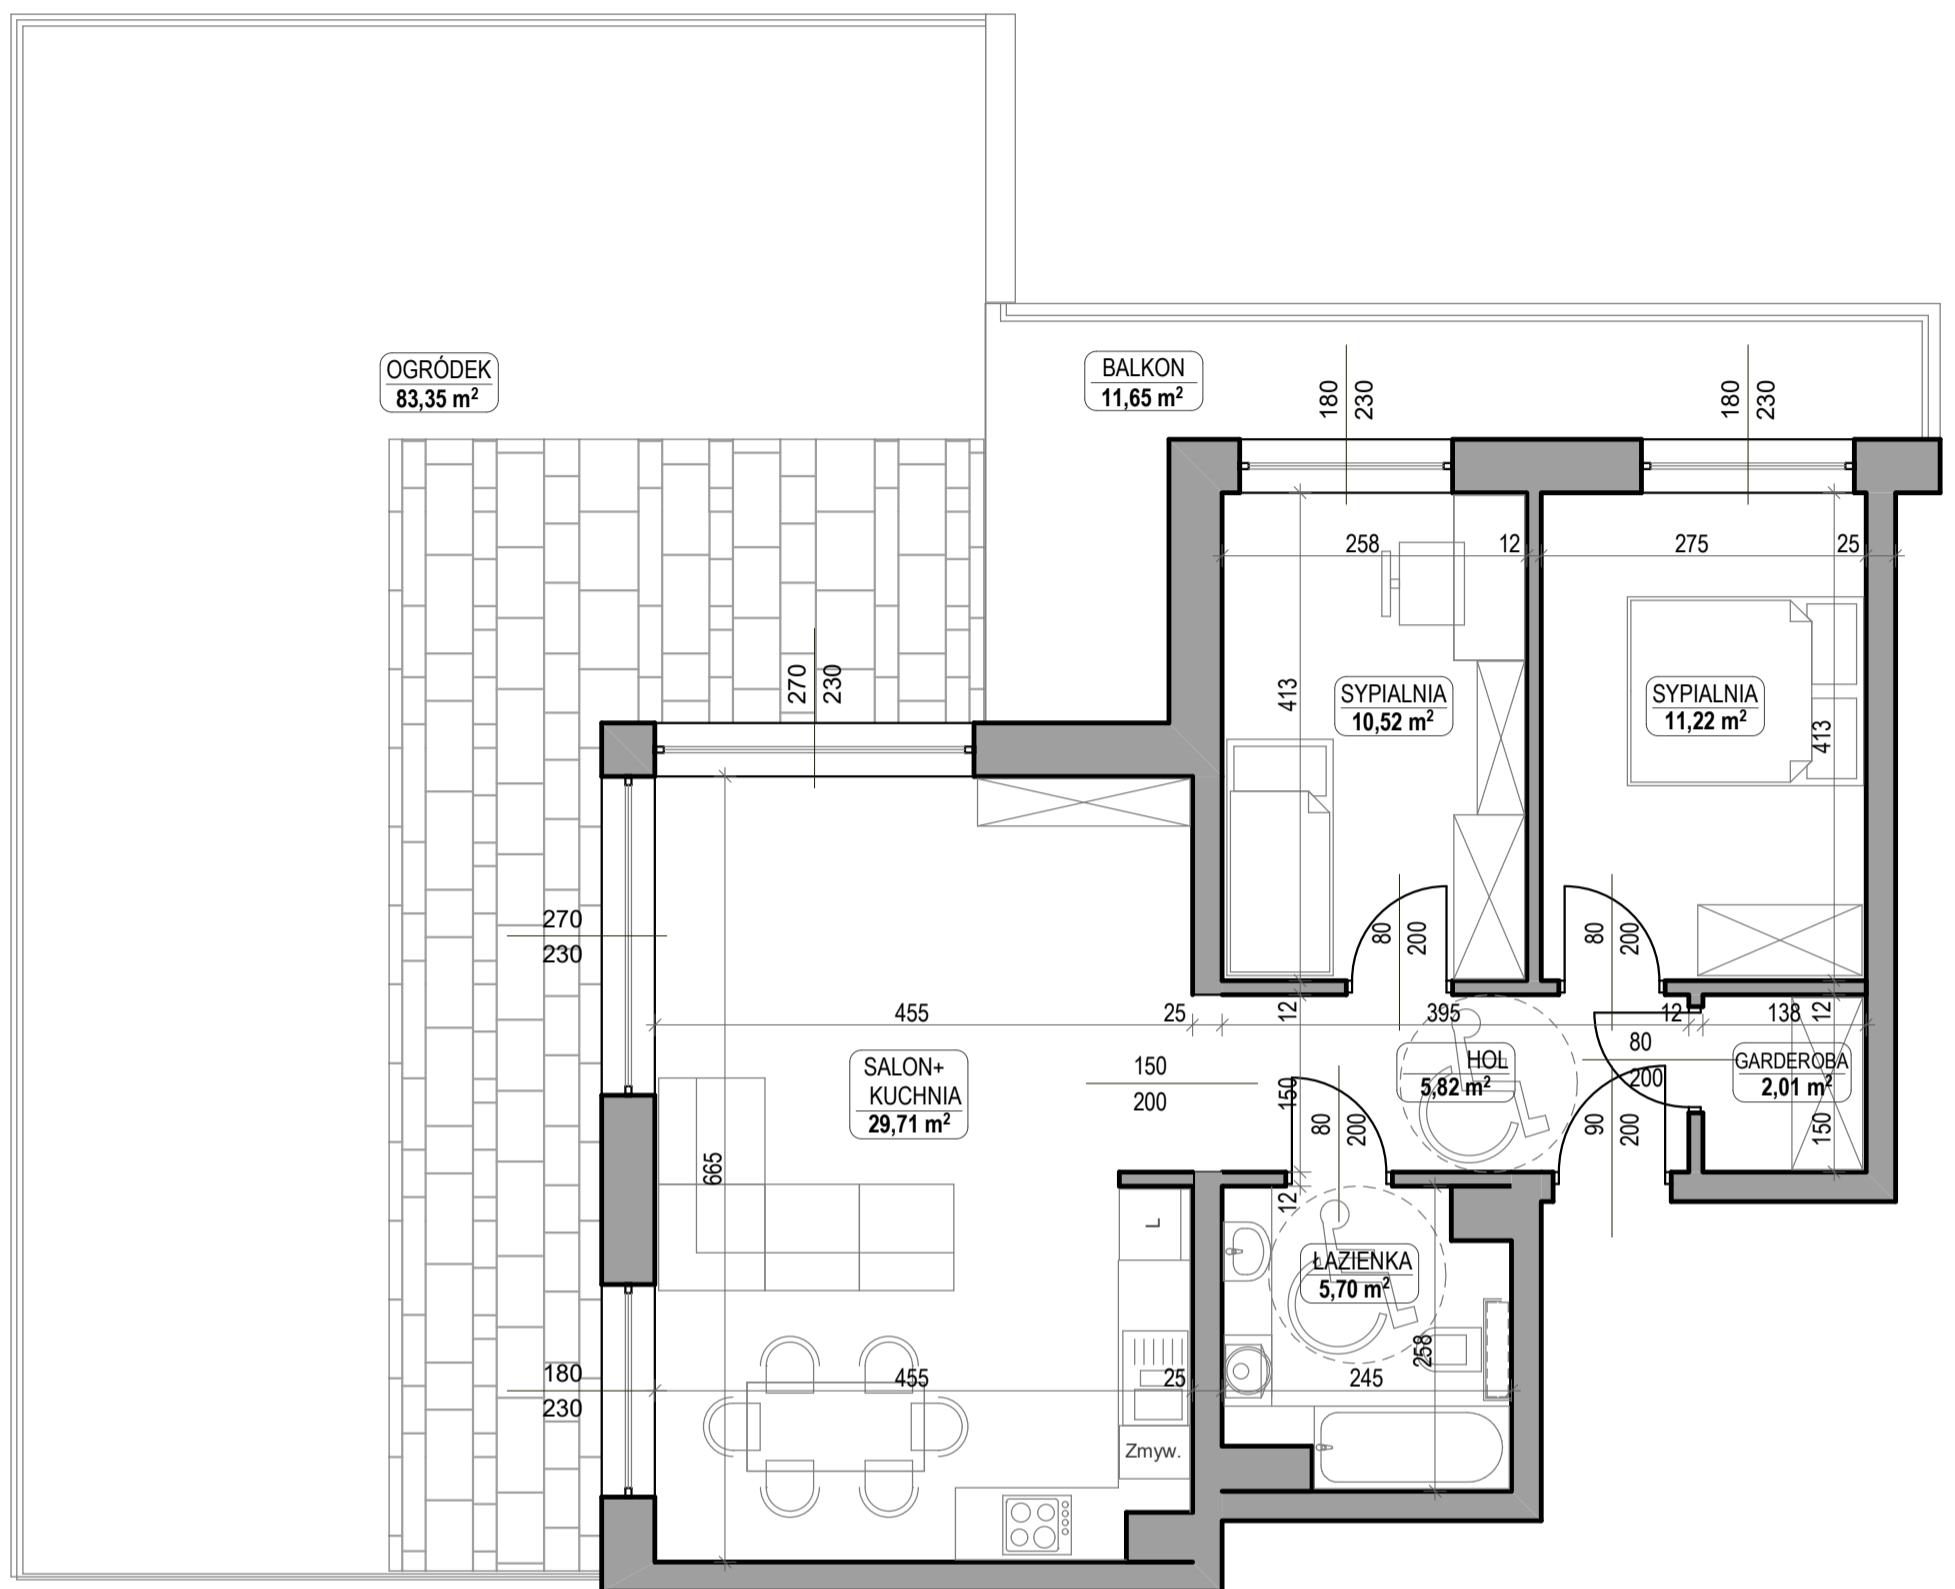 OGRÓDEK
83,35 m²
BALKON
11,65 m²
180
230
180
230
258
12
275
25
270
230
413
SYPIALNIA
10,52 m²
SYPIALNIA
11,22 m²
413
270
230
80
200
80
200
455
25
12
395
12
138
12
SALON+
KUCHNIA
29,71 m²
150
200
150
80
200
HOL
5,82 m²
80
200
90
200
GARDEROBA
2,01 m²
150
665
12
L
ŁAZIENKA
5,70 m²
258
180
230
455
25
245
Zmyw.